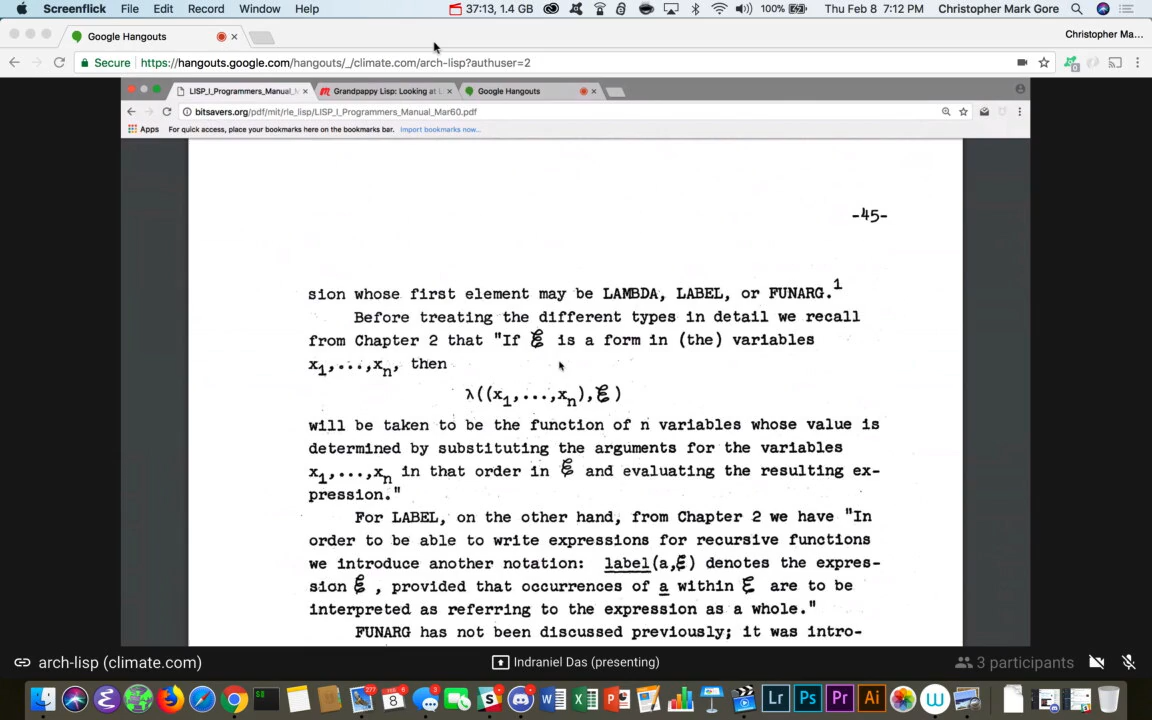 Screenflick File Edit Record Window Help 37:13, 1.4 GB 100% Thu Feb 8 7:12 PM Christopher Mark Gore
Google Hangouts Christopher Ma...
Secure https://hangouts.google.com/hangouts/_/climate.com/arch-lisp?authuser=2
LISP_I_Programmers_Manual_ Grandpappy Lisp: Looking at L Google Hangouts
bitsavers.org/pdf/mit/rle_lisp/LISP_I_Programmers_Manual_Mar60.pdf
Apps For quick access, place your bookmarks here on the bookmarks bar. Import bookmarks now...
-45-
sion whose first element may be LAMBDA, LABEL, or FUNARG.¹
Before treating the different types in detail we recall
from Chapter 2 that "If ξ is a form in (the) variables
x₁,...,xₙ, then
λ((x₁,...,xₙ),ξ)
will be taken to be the function of n variables whose value is
determined by substituting the arguments for the variables
x₁,...,xₙ in that order in ξ and evaluating the resulting ex-
pression."
For LABEL, on the other hand, from Chapter 2 we have "In
order to be able to write expressions for recursive functions
we introduce another notation: label(a,ξ) denotes the expres-
sion ξ, provided that occurrences of a within ξ are to be
interpreted as referring to the expression as a whole."
FUNARG has not been discussed previously; it was intro-
arch-lisp (climate.com) Indraniel Das (presenting) 3 participants
Lr Ps Pr Ai